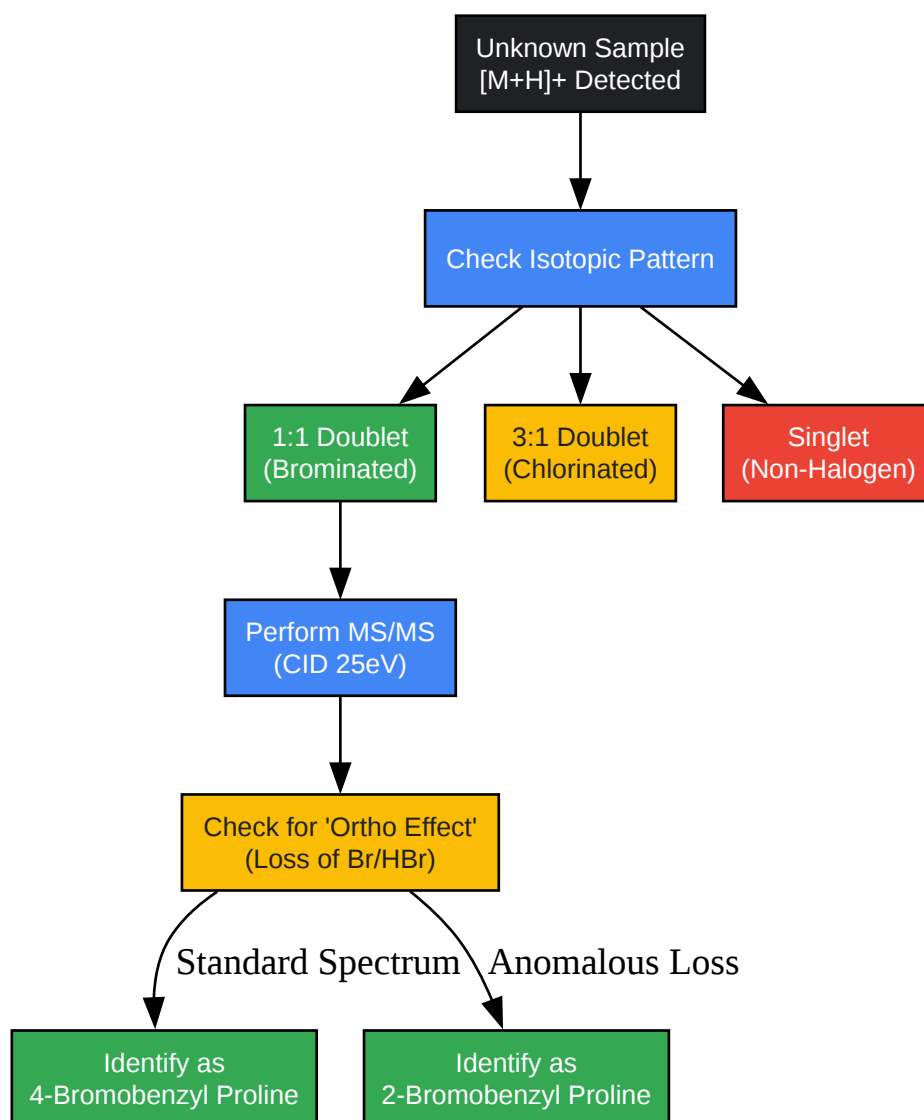 Unknown Sample
[M+H]+ Detected
Check Isotopic Pattern
1:1 Doublet
(Brominated)
3:1 Doublet
(Chlorinated)
Singlet
(Non-Halogen)
Perform MS/MS
(CID 25eV)
Check for 'Ortho Effect'
(Loss of Br/HBr)
Standard Spectrum
Anomalous Loss
Identify as
4-Bromobenzyl Proline
Identify as
2-Bromobenzyl Proline